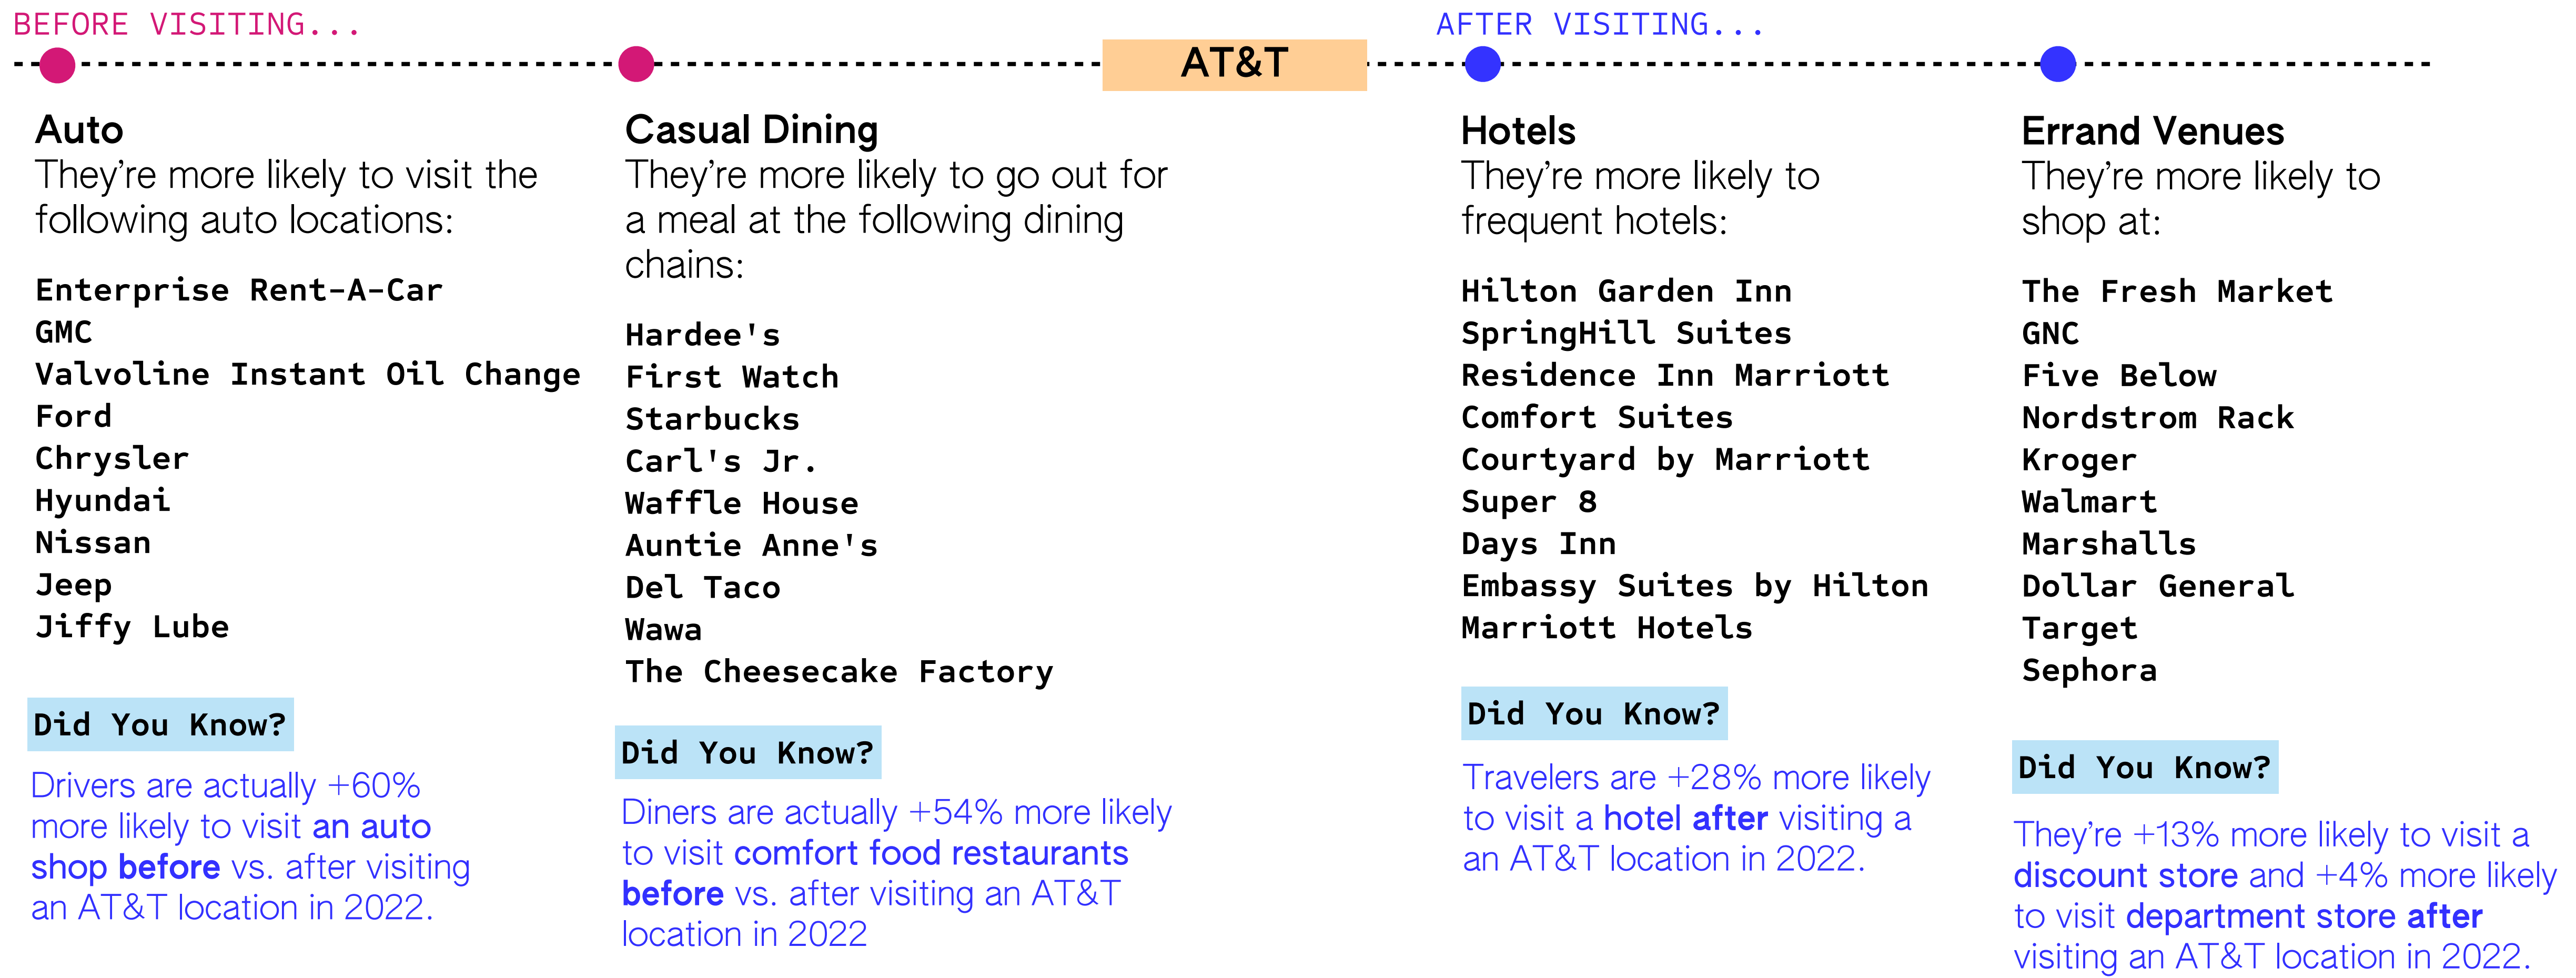 BEFORE VISITING...
AFTER VISITING...
AT&T
Auto
They’re more likely to visit the
following auto locations:
Enterprise Rent-A-Car
GMC
Valvoline Instant Oil Change
Ford
Chrysler
Hyundai
Nissan
Jeep
Jiffy Lube
Did You Know?
Drivers are actually +60%
more likely to visit an auto
shop before vs. after visiting
an AT&T location in 2022.
Casual Dining
They’re more likely to go out for
a meal at the following dining
chains:
Hardee's
First Watch
Starbucks
Carl's Jr.
Waffle House
Auntie Anne's
Del Taco
Wawa
The Cheesecake Factory
Did You Know?
Diners are actually +54% more likely
to visit comfort food restaurants
before vs. after visiting an AT&T
location in 2022
Hotels
They’re more likely to
frequent hotels:
Hilton Garden Inn
SpringHill Suites
Residence Inn Marriott
Comfort Suites
Courtyard by Marriott
Super 8
Days Inn
Embassy Suites by Hilton
Marriott Hotels
Did You Know?
Travelers are +28% more likely
to visit a hotel after visiting a
an AT&T location in 2022.
Errand Venues
They’re more likely to
shop at:
The Fresh Market
GNC
Five Below
Nordstrom Rack
Kroger
Walmart
Marshalls
Dollar General
Target
Sephora
Did You Know?
They’re +13% more likely to visit a
discount store and +4% more likely
to visit department store after
visiting an AT&T location in 2022.